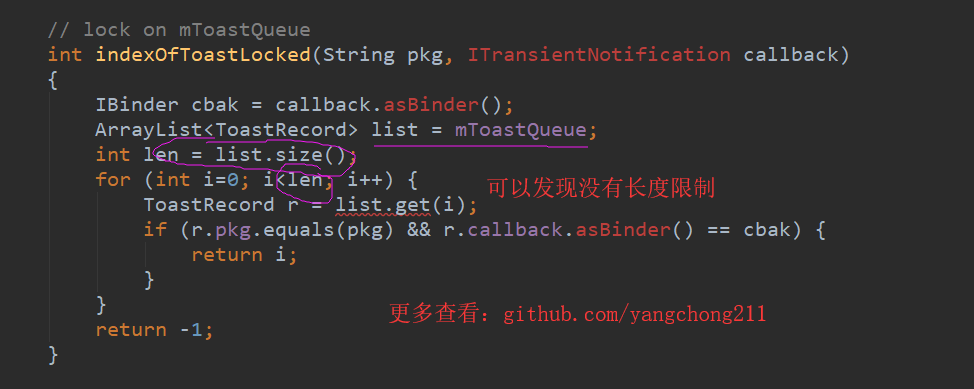 // lock on mToastQueue
int indexOfToastLocked(String pkg, ITransientNotification callback)
{
IBinder cbak = callback.asBinder();
ArrayList<ToastRecord> list = mToastQueue;
int len = list.size();
for (int i=0; i<len; i++) {
可以发现没有长度限制
ToastRecord r = list.get(i);
if (r.pkg.equals(pkg) && r.callback.asBinder() == cbak) {
return i;
}
}
更多查看：github.com/yangchong211
return -1;
}